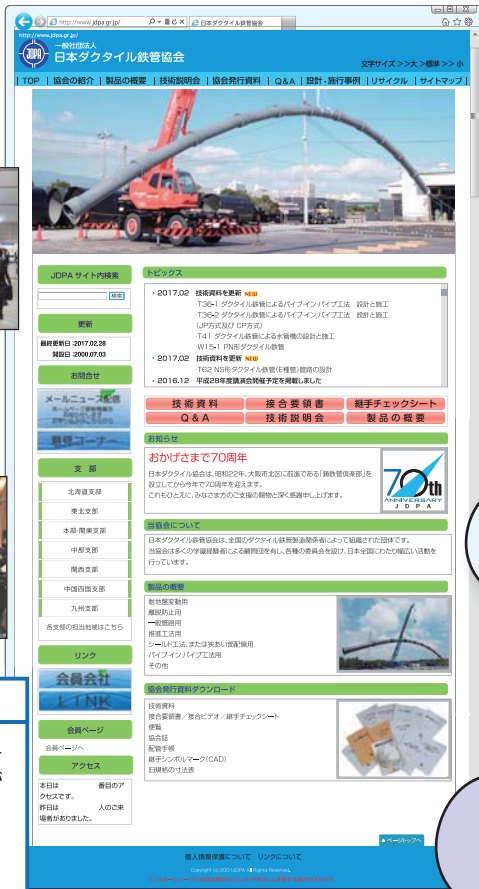 http://www.jdpa.gr.jp/
日本ダクタイル鉄管協会
http://www.jdpa.gr.jp/
一般社団法人
日本ダクタイル鉄管協会
JDPA
文字サイズ >>大 >標準 >> 小
| TOP | 協会の紹介 | 製品の概要 | 技術説明会 | 協会発行資料 | Q&A | 設計・施行事例 | リサイクル | サイトマップ |
JDPA サイト内検索
検索
更新
最終更新日 :2017.02.28
開設日 :2000.07.03
お問合せ
メールニュース配信
支 部
北海道支部
東北支部
本部・関東支部
中部支部
関西支部
中国四国支部
九州支部
各支部の担当地域はこちら
リンク
会員会社
LINK
会員ページ
会員ページへ
アクセス
本日は 番目のア
クセスです。
昨日は 人のご来
場者がありました。
トピックス
・2017.02 技術資料を更新 NEW
・T36-1 ダクタイル鉄管によるパイプ・イン・パイプ工法 設計と施工
・T36-2 ダクタイル鉄管によるパイプ・イン・パイプ工法 設計と施工
(JP方式及び CP方式)
・T41 ダクタイル鉄管による水管橋の設計と施工
・W15-1 PN形ダクタイル鉄管
・2017.02 技術資料を更新 NEW
・T62 NS形ダクタイル鉄管(E種管)管路の設計
・2016.12 平成28年度講演会開催予定を掲載しました
技 術 資 料
接 合 要 領 書
継手チェックシート
Q & A
技 術 説 明 会
製 品 の 概 要
お知らせ
おかげさまで70周年
日本ダクタイル協会は、昭和22年、大阪市北区に前進である「鋳鉄管倶楽部」を
設立してから今年で70周年を迎えます。
これもひとえに、みなさま方のご支援の賜物と深く感謝申し上げます。
70th
ANNIVERSARY
JDPA
当協会について
日本ダクタイル鉄管協会は、全国のダクタイル鉄管製造関係者によって組織された団体です。
当協会は多くの学識経験者による顧問団を有し、各種の委員会を設け、日本全国にわたり幅広い活動を
行っています。
製品の概要
耐地盤変動用
離脱防止用
一般管路用
推進工法用
シールド工法、または狭あい部配管用
パイプ・イン・パイプ工法用
その他
協会発行資料ダウンロード
技術資料
接合要領書／接合ビデオ／継手チェックシート
便覧
協会誌
配管手帳
継手シンボルマーク(CAD)
旧規格の寸法表
▲ ページトップへ
個人情報保護について リンクについて
Copyright (c) 2001JDPA All Rights Reserved.